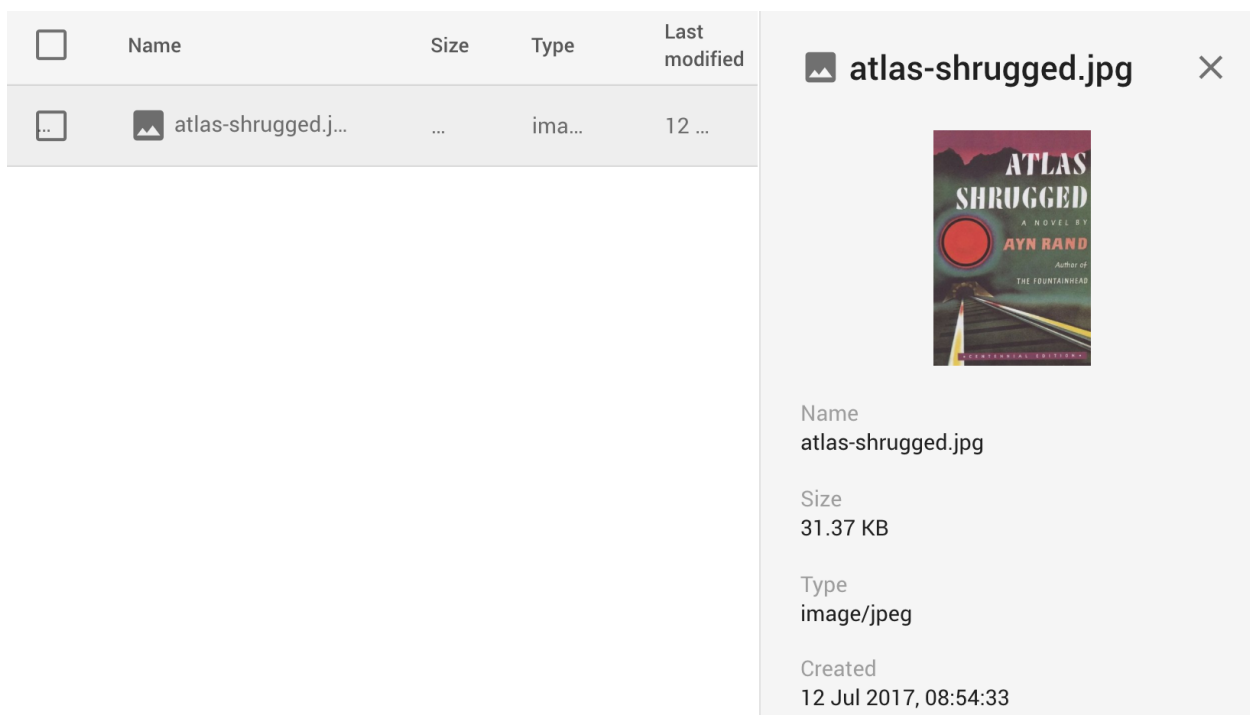 Name Size Type Last modified
... atlas-shrugged.j... ... ima... 12 ...
atlas-shrugged.jpg
ATLAS
SHRUGGED
A NOVEL BY
AYN RAND
Author of
THE FOUNTAINHEAD
CENTENNIAL EDITION
Name
atlas-shrugged.jpg
Size
31.37 KB
Type
image/jpeg
Created
12 Jul 2017, 08:54:33